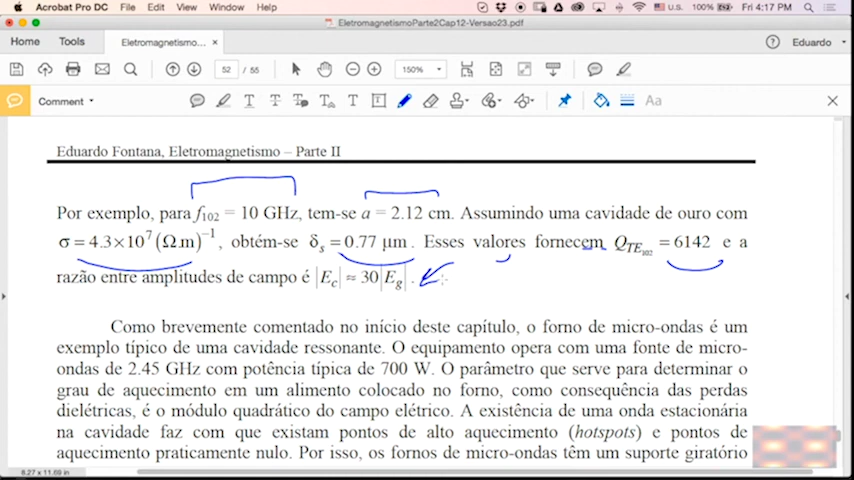 Acrobat Pro DC File Edit View Window Help U.S. 100% Fri 4:17 PM
EletromagnetismoParte2Cap12-Versao23.pdf
Home Tools Eletromagnetismo... × Eduardo
52 / 55 150%
Comment Aa
Eduardo Fontana, Eletromagnetismo – Parte II
Por exemplo, para f₁₀₂ = 10 GHz, tem-se a = 2.12 cm. Assumindo uma cavidade de ouro com
σ = 4.3×10⁷ (Ω.m)⁻¹, obtém-se δₛ = 0.77 μm. Esses valores fornecem Q_TE₁₀₂ = 6142 e a
razão entre amplitudes de campo é |E_c| ≈ 30|E_g|.
Como brevemente comentado no início deste capítulo, o forno de micro-ondas é um
exemplo típico de uma cavidade ressonante. O equipamento opera com uma fonte de micro-
ondas de 2.45 GHz com potência típica de 700 W. O parâmetro que serve para determinar o
grau de aquecimento em um alimento colocado no forno, como consequência das perdas
dielétricas, é o módulo quadrático do campo elétrico. A existência de uma onda estacionária
na cavidade faz com que existam pontos de alto aquecimento (hotspots) e pontos de
aquecimento praticamente nulo. Por isso, os fornos de micro-ondas têm um suporte giratório
8.27 x 11.69 in